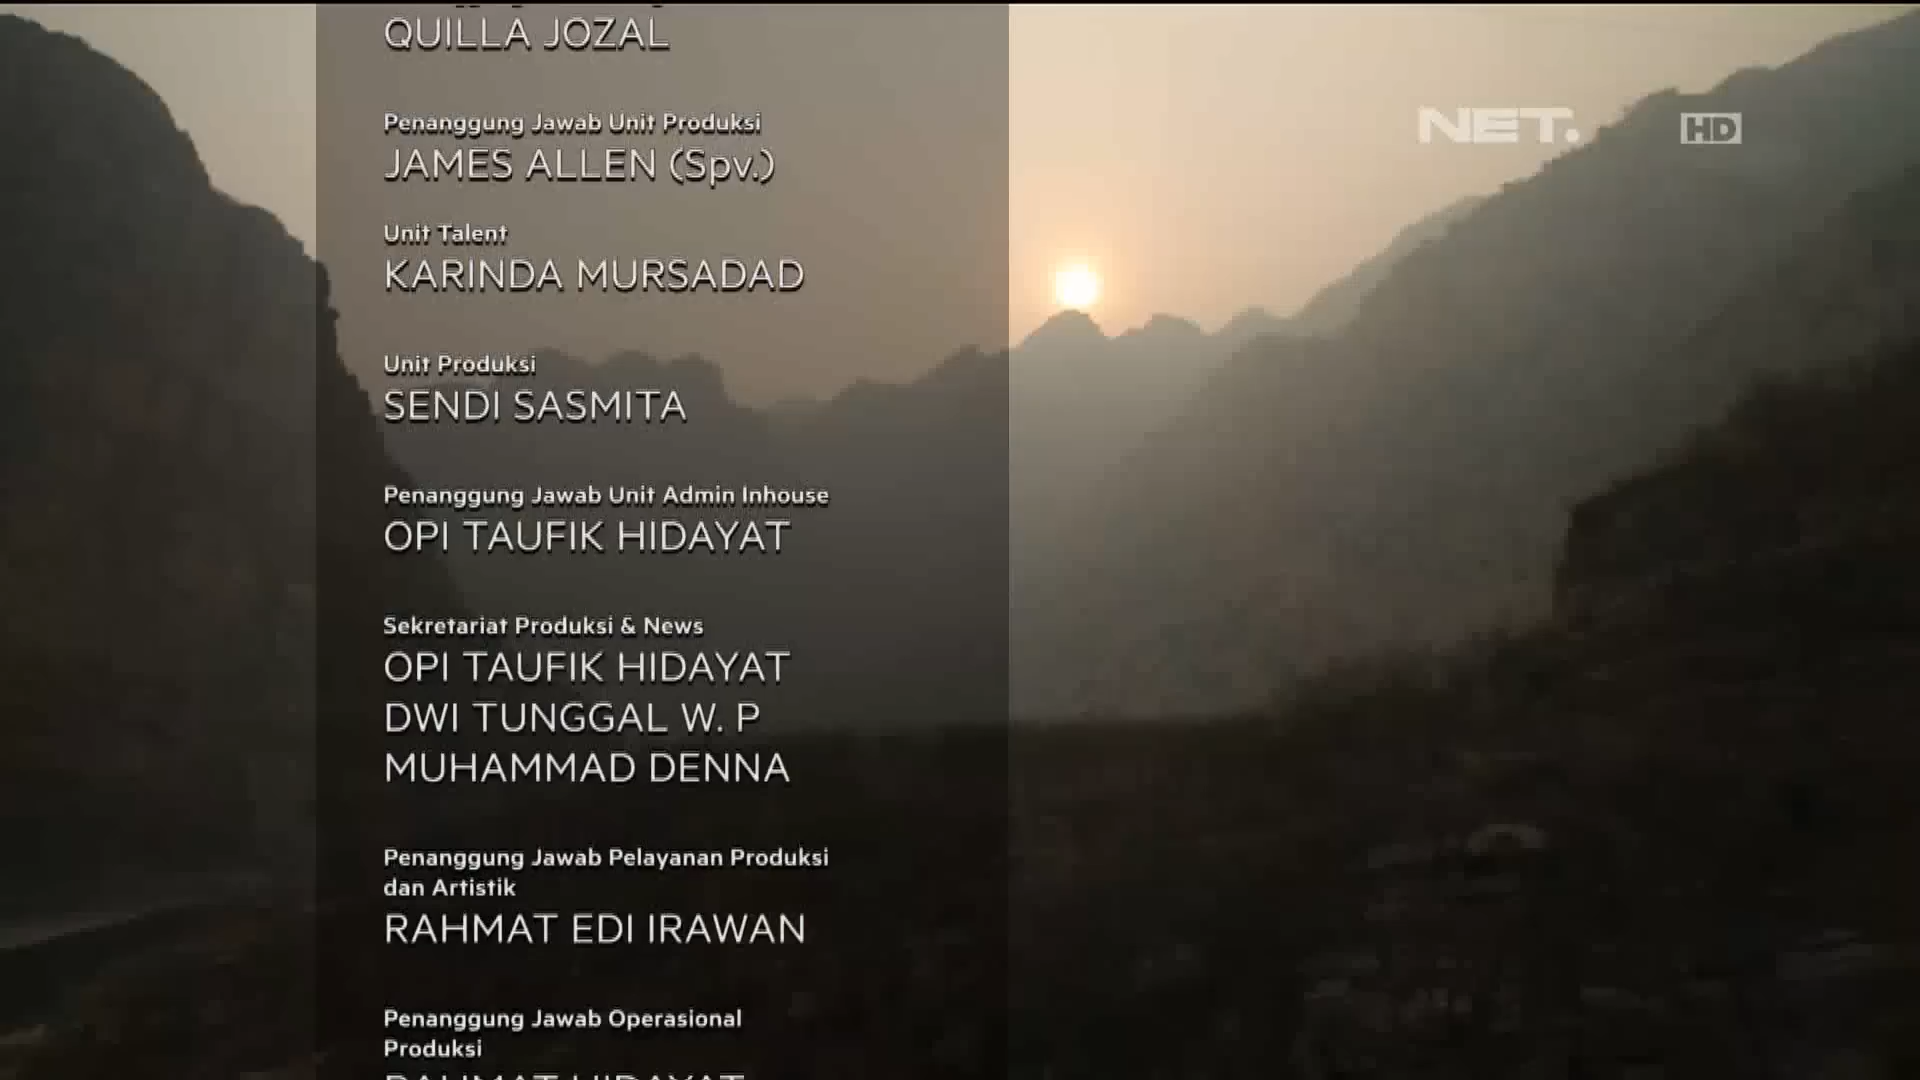 QUILLA JOZAL
Penanggung Jawab Unit Produksi
JAMES ALLEN (Spv.)
Unit Talent
KARINDA MURSADAD
Unit Produksi
SENDI SASMITA
Penanggung Jawab Unit Admin Inhouse
OPI TAUFIK HIDAYAT
Sekretariat Produksi & News
OPI TAUFIK HIDAYAT
DWI TUNGGAL W. P
MUHAMMAD DENNA
Penanggung Jawab Pelayanan Produksi
dan Artistik
RAHMAT EDI IRAWAN
Penanggung Jawab Operasional
Produksi
RAHMAT HIDAYAT
NET.
HD